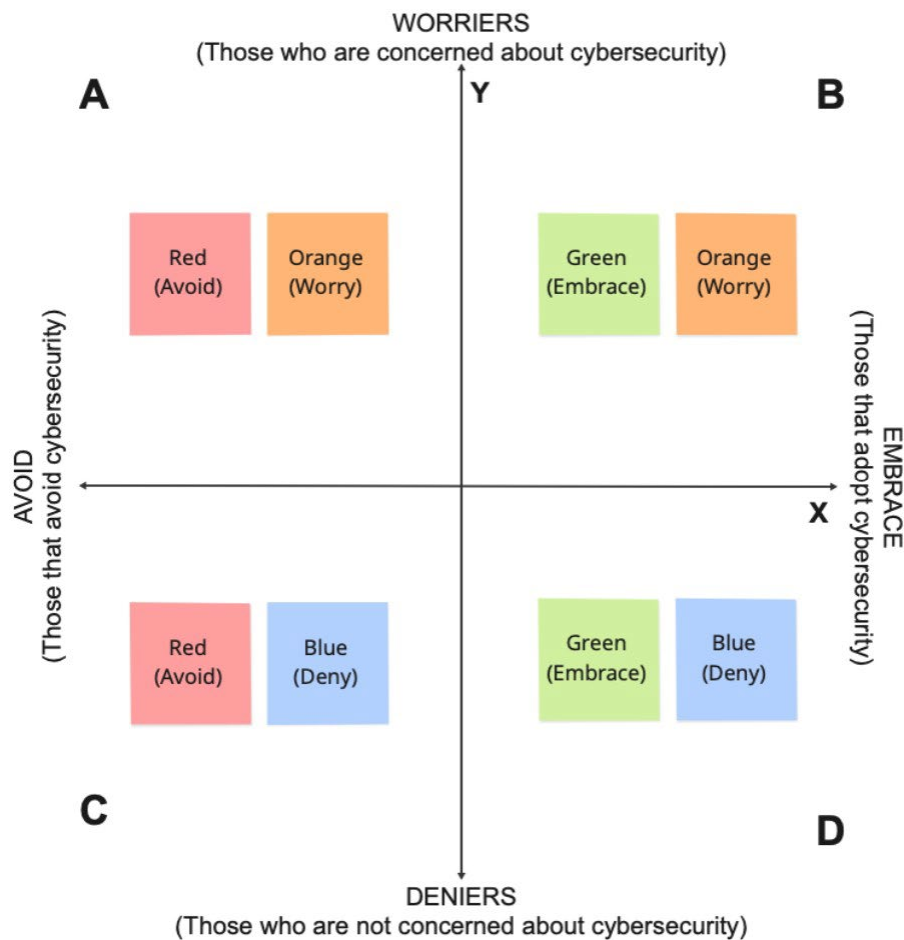 WORRIERS
(Those who are concerned about cybersecurity)
Y
A
B
Red
(Avoid)
Orange
(Worry)
Green
(Embrace)
Orange
(Worry)
AVOID
(Those that avoid cybersecurity)
EMBRACE
(Those that adopt cybersecurity)
X
Red
(Avoid)
Blue
(Deny)
Green
(Embrace)
Blue
(Deny)
C
D
DENIERS
(Those who are not concerned about cybersecurity)